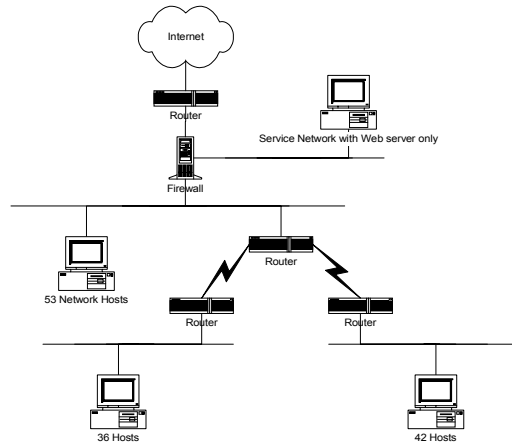 Internet
Router
Service Network with Web server only
Firewall
Router
53 Network Hosts
Router
Router
36 Hosts
42 Hosts